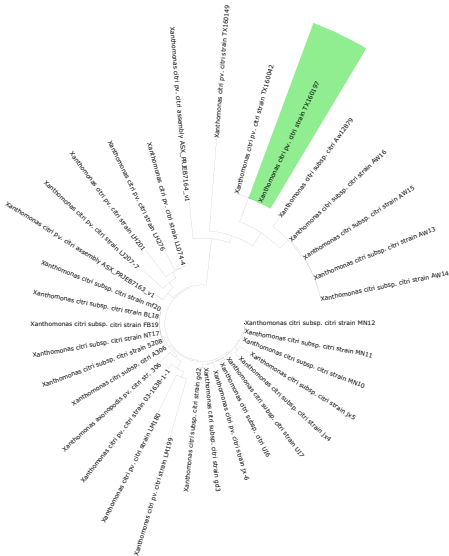 Xanthomonas citri pv. citri strain TX160149
Xanthomonas citri pv. citri strain TX160042
Xanthomonas citri pv. citri strain TX160197
Xanthomonas citri subsp. citri Aw12879
Xanthomonas citri subsp. citri strain AW16
Xanthomonas citri subsp. citri strain AW15
Xanthomonas citri subsp. citri strain AW13
Xanthomonas citri subsp. citri strain AW14
Xanthomonas citri subsp. citri strain MN12
Xanthomonas citri subsp. citri strain MN11
Xanthomonas citri subsp. citri strain MN10
Xanthomonas citri subsp. citri strain jx5
Xanthomonas citri subsp. citri strain jx4
Xanthomonas citri subsp. citri strain UI7
Xanthomonas citri subsp. citri UI6
Xanthomonas citri pv. citri strain jx-6
Xanthomonas citri subsp. citri strain gd3
Xanthomonas citri subsp. citri strain gd2
Xanthomonas citri pv. citri strain LM199
Xanthomonas citri pv. citri strain LM180
Xanthomonas citri pv. citri strain 03-1638-1-1
Xanthomonas axonopodis pv. citri str. 306
Xanthomonas citri subsp. citri A306
Xanthomonas citri subsp. citri strain 5208
Xanthomonas citri subsp. citri strain NT17
Xanthomonas citri subsp. citri strain FB19
Xanthomonas citri subsp. citri strain BL18
Xanthomonas citri subsp. citri strain mf20
Xanthomonas citri pv. citri assembly ASX_PRJEB7163_v1
Xanthomonas citri pv. citri strain LJ207-7
Xanthomonas citri pv. citri strain LH201
Xanthomonas citri pv. citri strain LH276
Xanthomonas citri pv. citri strain LL074-4
Xanthomonas citri pv. citri assembly ASX_PRJEB7164_v1